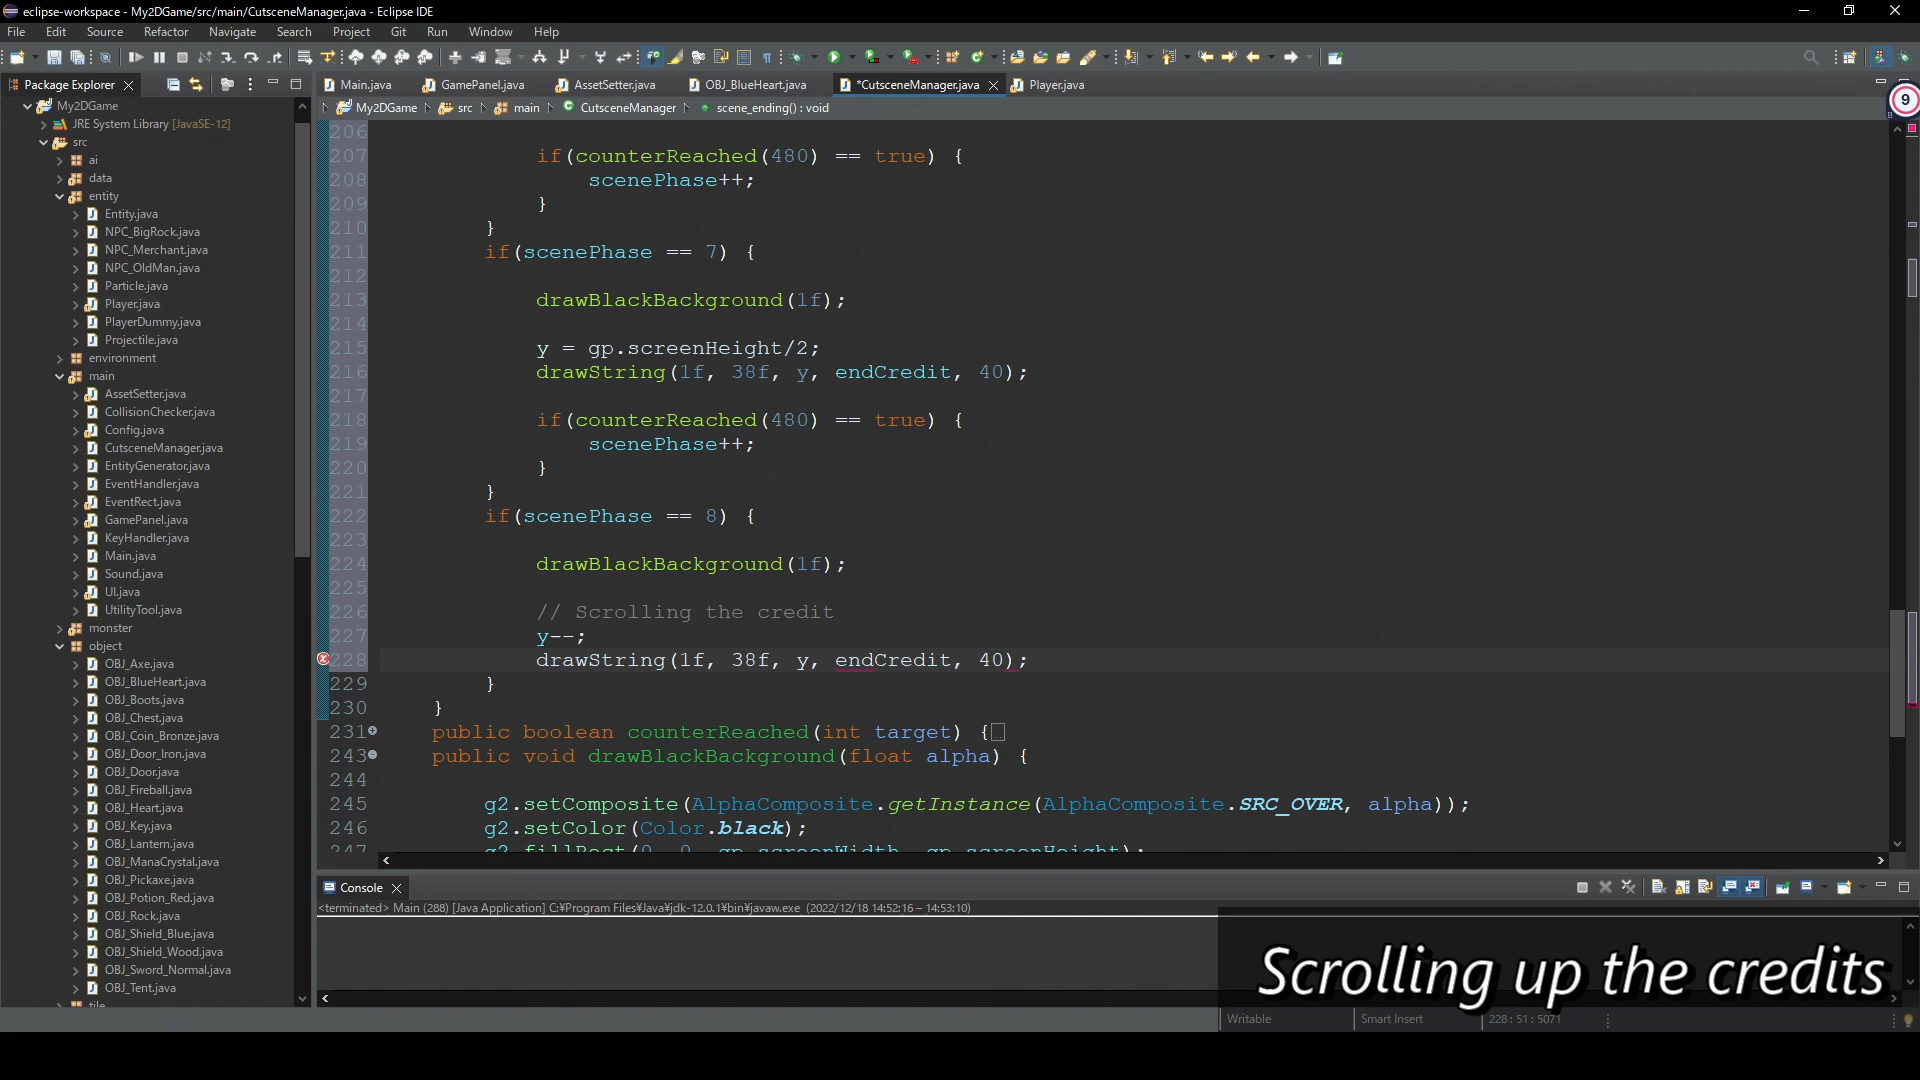 eclipse-workspace - My2DGame/src/main/CutsceneManager.java - Eclipse IDE
File Edit Source Refactor Navigate Search Project Git Run Window Help
Package Explorer
Main.java GamePanel.java AssetSetter.java OBJ_BlueHeart.java *CutsceneManager.java Player.java
My2DGame src main CutsceneManager scene_ending() : void
9
My2DGame
JRE System Library [JavaSE-12]
src
ai
data
entity
Entity.java
NPC_BigRock.java
NPC_Merchant.java
NPC_OldMan.java
Particle.java
Player.java
PlayerDummy.java
Projectile.java
environment
main
AssetSetter.java
CollisionChecker.java
Config.java
CutsceneManager.java
EntityGenerator.java
EventHandler.java
EventRect.java
GamePanel.java
KeyHandler.java
Main.java
Sound.java
UI.java
UtilityTool.java
monster
object
OBJ_Axe.java
OBJ_BlueHeart.java
OBJ_Boots.java
OBJ_Chest.java
OBJ_Coin_Bronze.java
OBJ_Door_Iron.java
OBJ_Door.java
OBJ_Fireball.java
OBJ_Heart.java
OBJ_Key.java
OBJ_Lantern.java
OBJ_ManaCrystal.java
OBJ_Pickaxe.java
OBJ_Potion_Red.java
OBJ_Rock.java
OBJ_Shield_Blue.java
OBJ_Shield_Wood.java
OBJ_Sword_Normal.java
OBJ_Tent.java
tile
206
207 if(counterReached(480) == true) {
208 scenePhase++;
209 }
210 }
211 if(scenePhase == 7) {
212
213 drawBlackBackground(1f);
214
215 y = gp.screenHeight/2;
216 drawString(1f, 38f, y, endCredit, 40);
217
218 if(counterReached(480) == true) {
219 scenePhase++;
220 }
221 }
222 if(scenePhase == 8) {
223
224 drawBlackBackground(1f);
225
226 // Scrolling the credit
227 y--;
228 drawString(1f, 38f, y, endCredit, 40);
229 }
230 }
231 public boolean counterReached(int target) {
243 public void drawBlackBackground(float alpha) {
244
245 g2.setComposite(AlphaComposite.getInstance(AlphaComposite.SRC_OVER, alpha));
246 g2.setColor(Color.black);
247 g2.fillRect(0, 0, gp.screenWidth, gp.screenHeight);
Console
<terminated> Main (288) [Java Application] C:¥Program Files¥Java¥jdk-12.0.1¥bin¥javaw.exe (2022/12/18 14:52:16 – 14:53:10)
Scrolling up the credits
Writable Smart Insert 228 : 51 : 5071